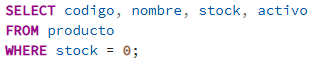 SELECT codigo, nombre, stock, activo
FROM producto
WHERE stock = 0;